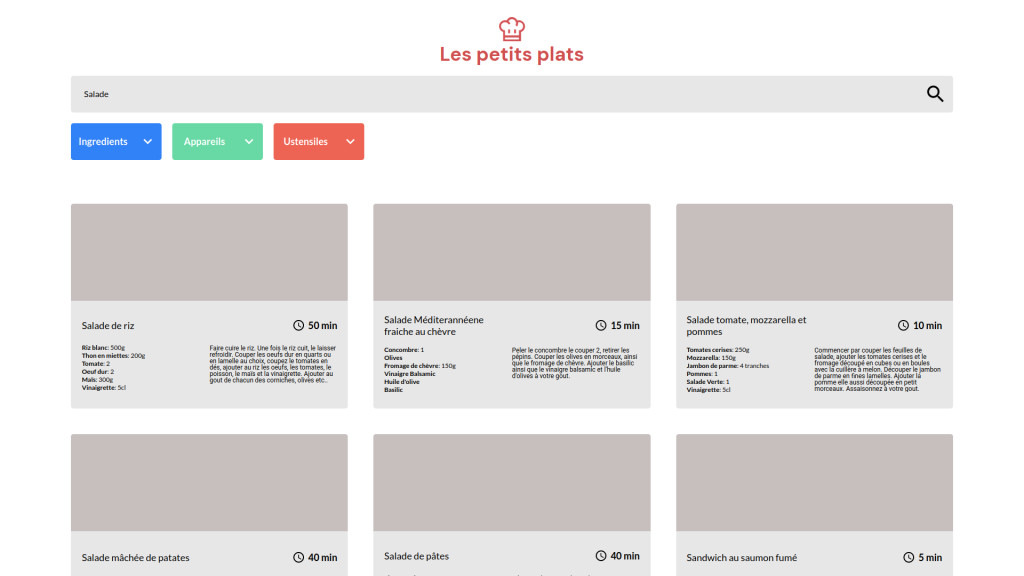 Les petits plats
Salade
Ingredients
Appareils
Ustensiles
Salade de riz
50 min
Riz blanc: 500g
Thon en miettes: 200g
Tomate: 2
Oeuf dur: 2
Maïs: 300g
Vinaigrette: 5cl
Faire cuire le riz. Une fois le riz cuit, le laisser
refroidir. Couper les oeufs dur en quarts ou
en lamelle au choix, coupez le tomates en
dés, ajouter au riz les oeufs, les tomates, le
poisson, le maïs et la vinaigrette. Ajouter au
gout de chacun des corniches, olives etc..
Salade Méditerannéene
fraiche au chèvre
15 min
Concombre: 1
Olives
Fromage de chèvre: 150g
Vinaigre Balsamic
Huile d'olive
Basilic
Peler le concombre le couper 2, retirer les
pépins. Couper les olives en morceaux, ainsi
que le fromage de chèvre. Ajouter le basilic
ainsi que le vinaigre balsamic et l'huile
d'olives à votre gout.
Salade tomate, mozzarella et
pommes
10 min
Tomates cerises: 250g
Mozzarella: 150g
Jambon de parme: 4 tranches
Pommes: 1
Salade Verte: 1
Vinaigrette: 5cl
Commencer par couper les feuilles de
salade, ajouter les tomates cerises et le
fromage découpé en cubes ou en boules
avec la cuillère à melon. Découper le jambon
de parme en fines lamelles. Ajouter la
pomme elle aussi découpée en petit
morceaux. Assaisonnez à votre gout.
Salade mâchée de patates
40 min
Salade de pâtes
40 min
Sandwich au saumon fumé
5 min